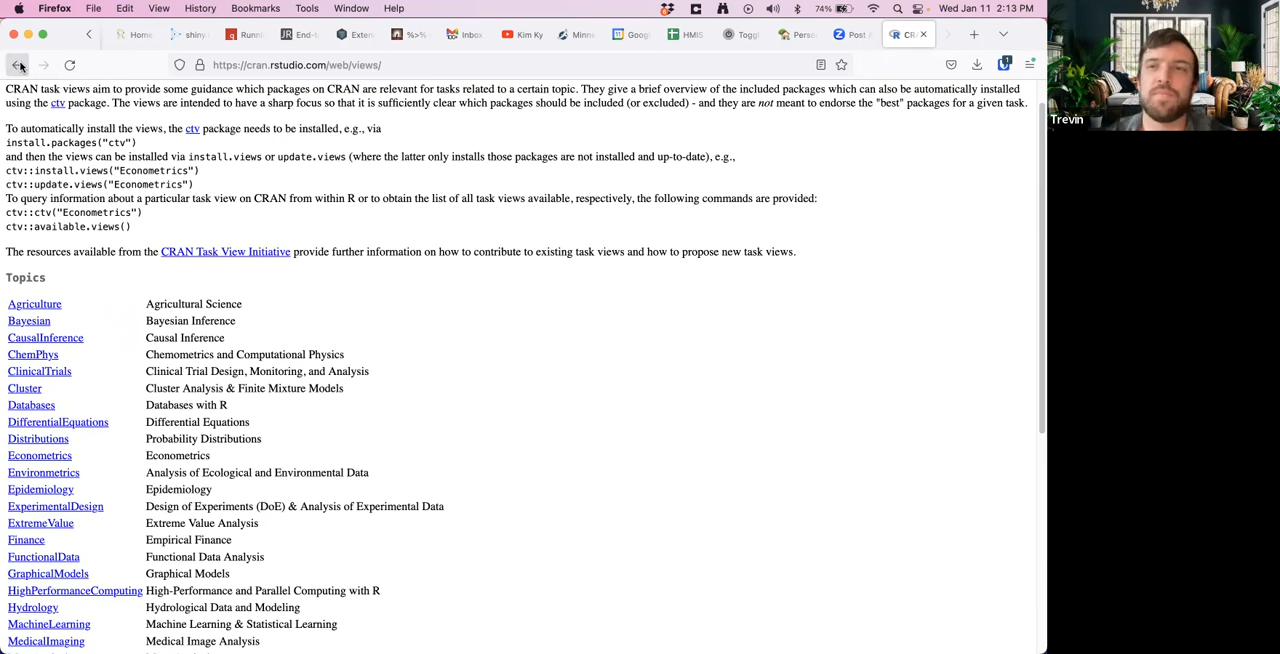 Firefox File Edit View History Bookmarks Tools Window Help 74% Wed Jan 11 2:13 PM
Home shiny. Runni End-t Exten %>% Inbox Kim Ky Minne Goog HMIS Toggl Perso Post A CRA
https://cran.rstudio.com/web/views/
CRAN task views aim to provide some guidance which packages on CRAN are relevant for tasks related to a certain topic. They give a brief overview of the included packages which can also be automatically installed
using the ctv package. The views are intended to have a sharp focus so that it is sufficiently clear which packages should be included (or excluded) - and they are not meant to endorse the "best" packages for a given task.
Trevin
To automatically install the views, the ctv package needs to be installed, e.g., via
install.packages("ctv")
and then the views can be installed via install.views or update.views (where the latter only installs those packages are not installed and up-to-date), e.g.,
ctv::install.views("Econometrics")
ctv::update.views("Econometrics")
To query information about a particular task view on CRAN from within R or to obtain the list of all task views available, respectively, the following commands are provided:
ctv::ctv("Econometrics")
ctv::available.views()
The resources available from the CRAN Task View Initiative provide further information on how to contribute to existing task views and how to propose new task views.
Topics
Agriculture Agricultural Science
Bayesian Bayesian Inference
CausalInference Causal Inference
ChemPhys Chemometrics and Computational Physics
ClinicalTrials Clinical Trial Design, Monitoring, and Analysis
Cluster Cluster Analysis & Finite Mixture Models
Databases Databases with R
DifferentialEquations Differential Equations
Distributions Probability Distributions
Econometrics Econometrics
Environmetrics Analysis of Ecological and Environmental Data
Epidemiology Epidemiology
ExperimentalDesign Design of Experiments (DoE) & Analysis of Experimental Data
ExtremeValue Extreme Value Analysis
Finance Empirical Finance
FunctionalData Functional Data Analysis
GraphicalModels Graphical Models
HighPerformanceComputing High-Performance and Parallel Computing with R
Hydrology Hydrological Data and Modeling
MachineLearning Machine Learning & Statistical Learning
MedicalImaging Medical Image Analysis